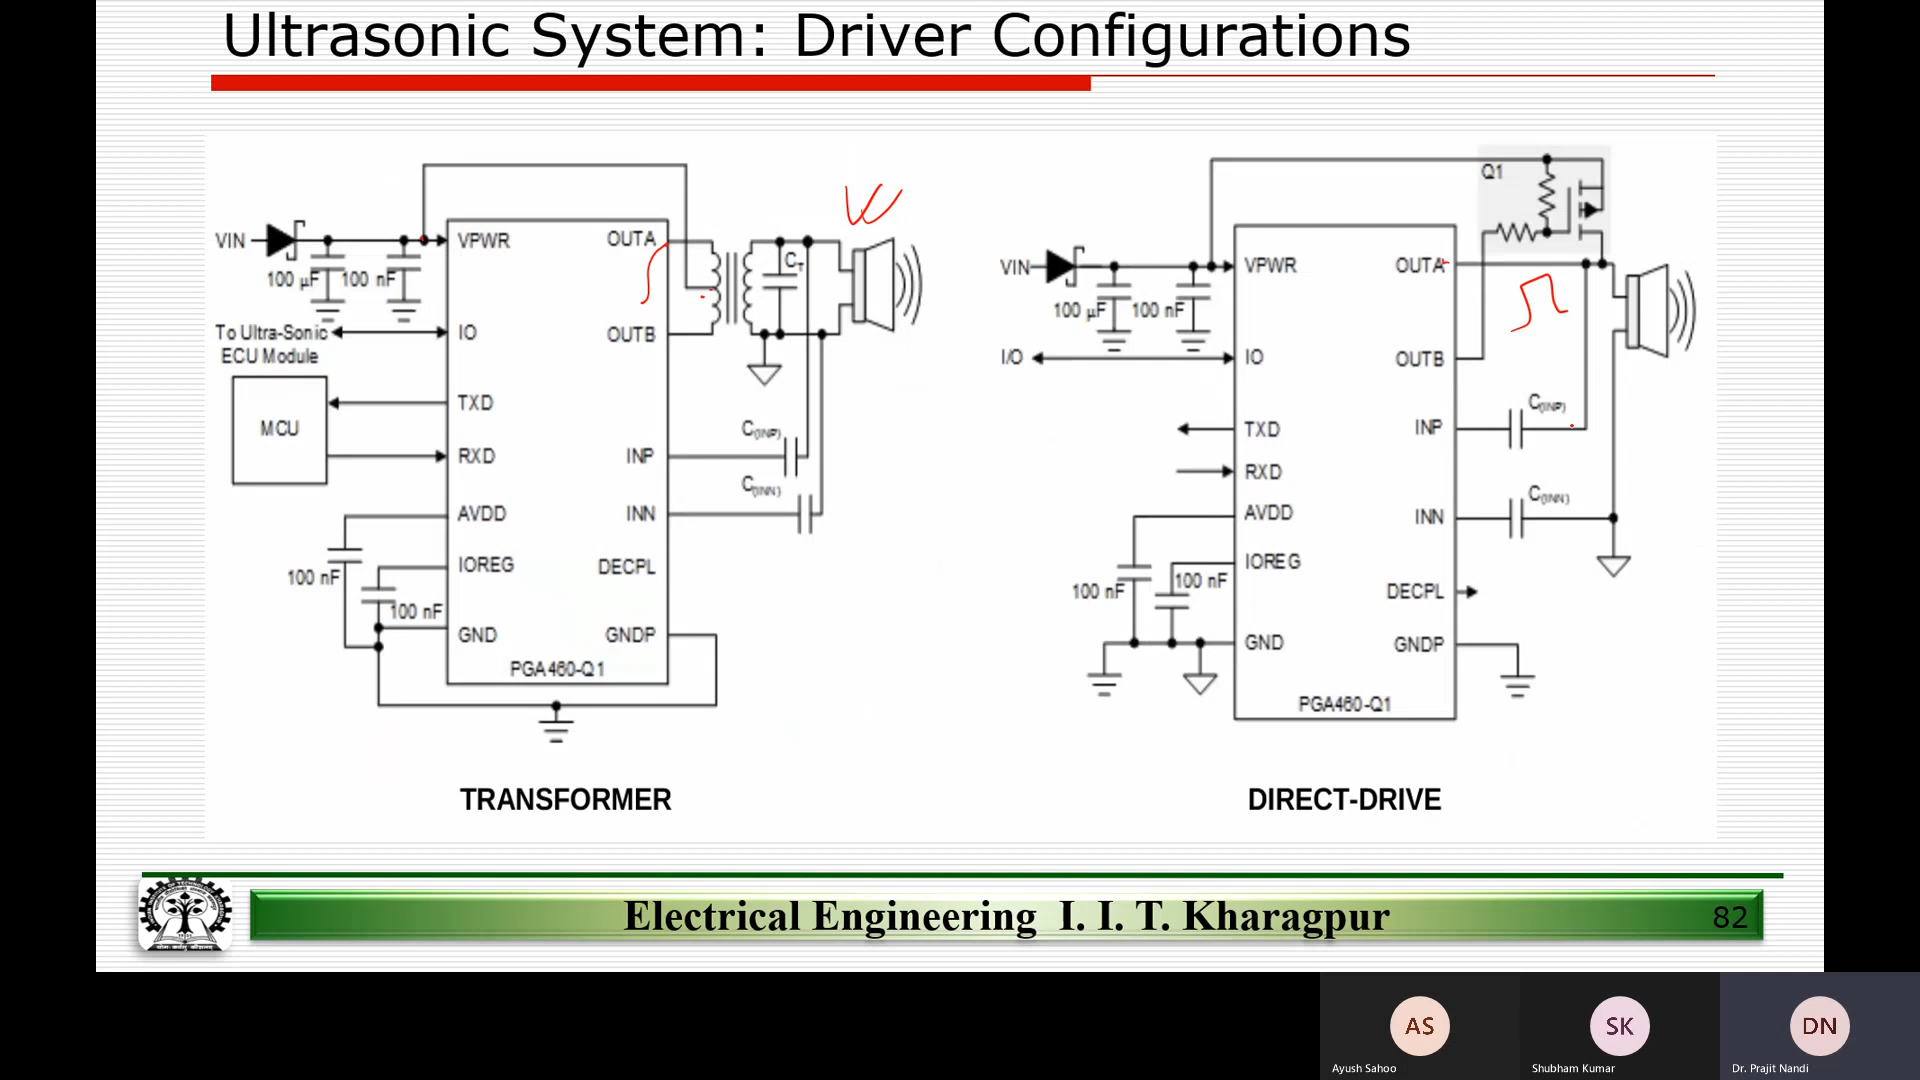 Ultrasonic System: Driver Configurations
VIN
100 µF
100 nF
To Ultra-Sonic
ECU Module
MCU
VPWR
IO
TXD
RXD
AVDD
IOREG
GND
OUTA
OUTB
INP
INN
DECPL
GNDP
PGA460-Q1
100 nF
100 nF
CT
C(INP)
C(INN)
TRANSFORMER
VIN
100 µF
100 nF
I/O
VPWR
IO
TXD
RXD
AVDD
IOREG
GND
OUTA
OUTB
INP
INN
DECPL
GNDP
PGA460-Q1
100 nF
100 nF
Q1
C(INP)
C(INN)
DIRECT-DRIVE
Electrical Engineering I. I. T. Kharagpur
82
AS
Ayush Sahoo
SK
Shubham Kumar
DN
Dr. Prajit Nandi